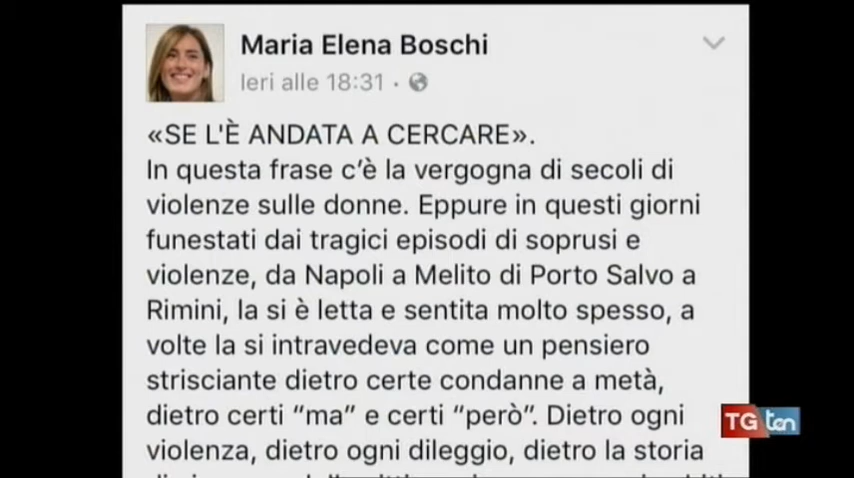 Maria Elena Boschi
Ieri alle 18:31 ·
«SE L'È ANDATA A CERCARE».
In questa frase c’è la vergogna di secoli di
violenze sulle donne. Eppure in questi giorni
funestati dai tragici episodi di soprusi e
violenze, da Napoli a Melito di Porto Salvo a
Rimini, la si è letta e sentita molto spesso, a
volte la si intravedeva come un pensiero
strisciante dietro certe condanne a metà,
dietro certi “ma” e certi “però”. Dietro ogni
violenza, dietro ogni dileggio, dietro la storia
TG ten